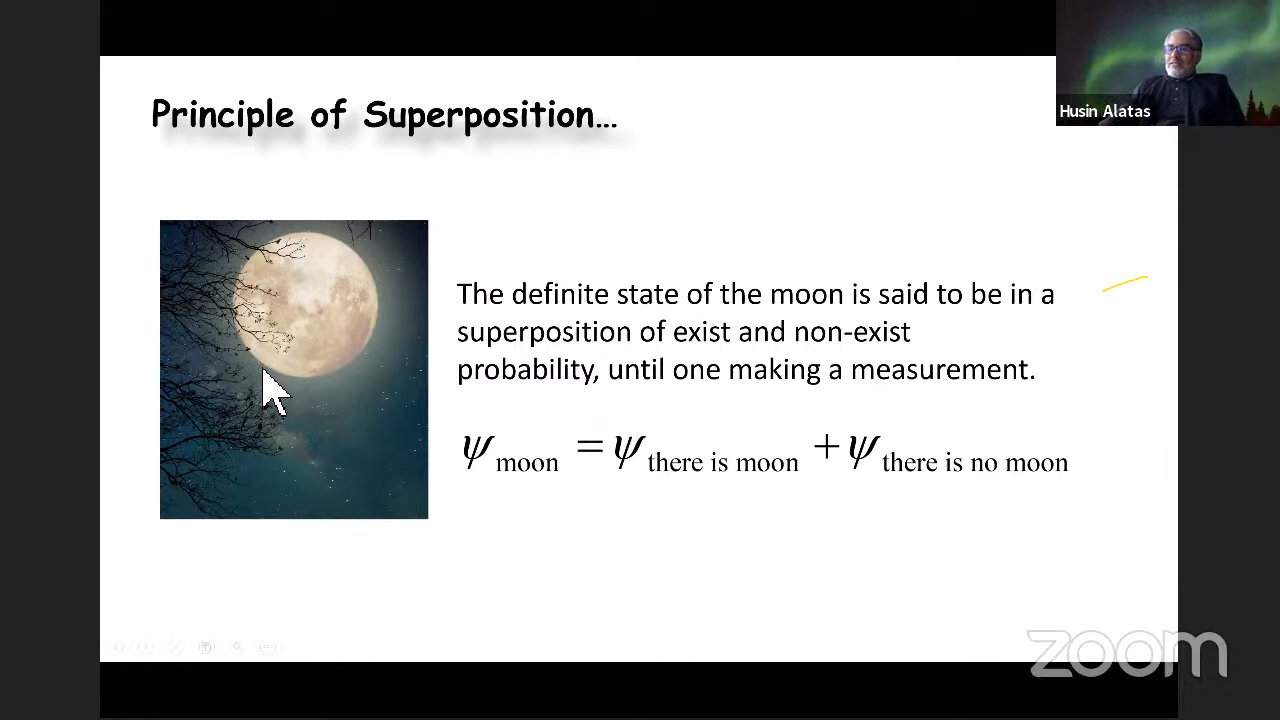 Principle of Superposition...
Husin Alatas
The definite state of the moon is said to be in a
superposition of exist and non-exist
probability, until one making a measurement.
ψ moon = ψ there is moon + ψ there is no moon
zoom